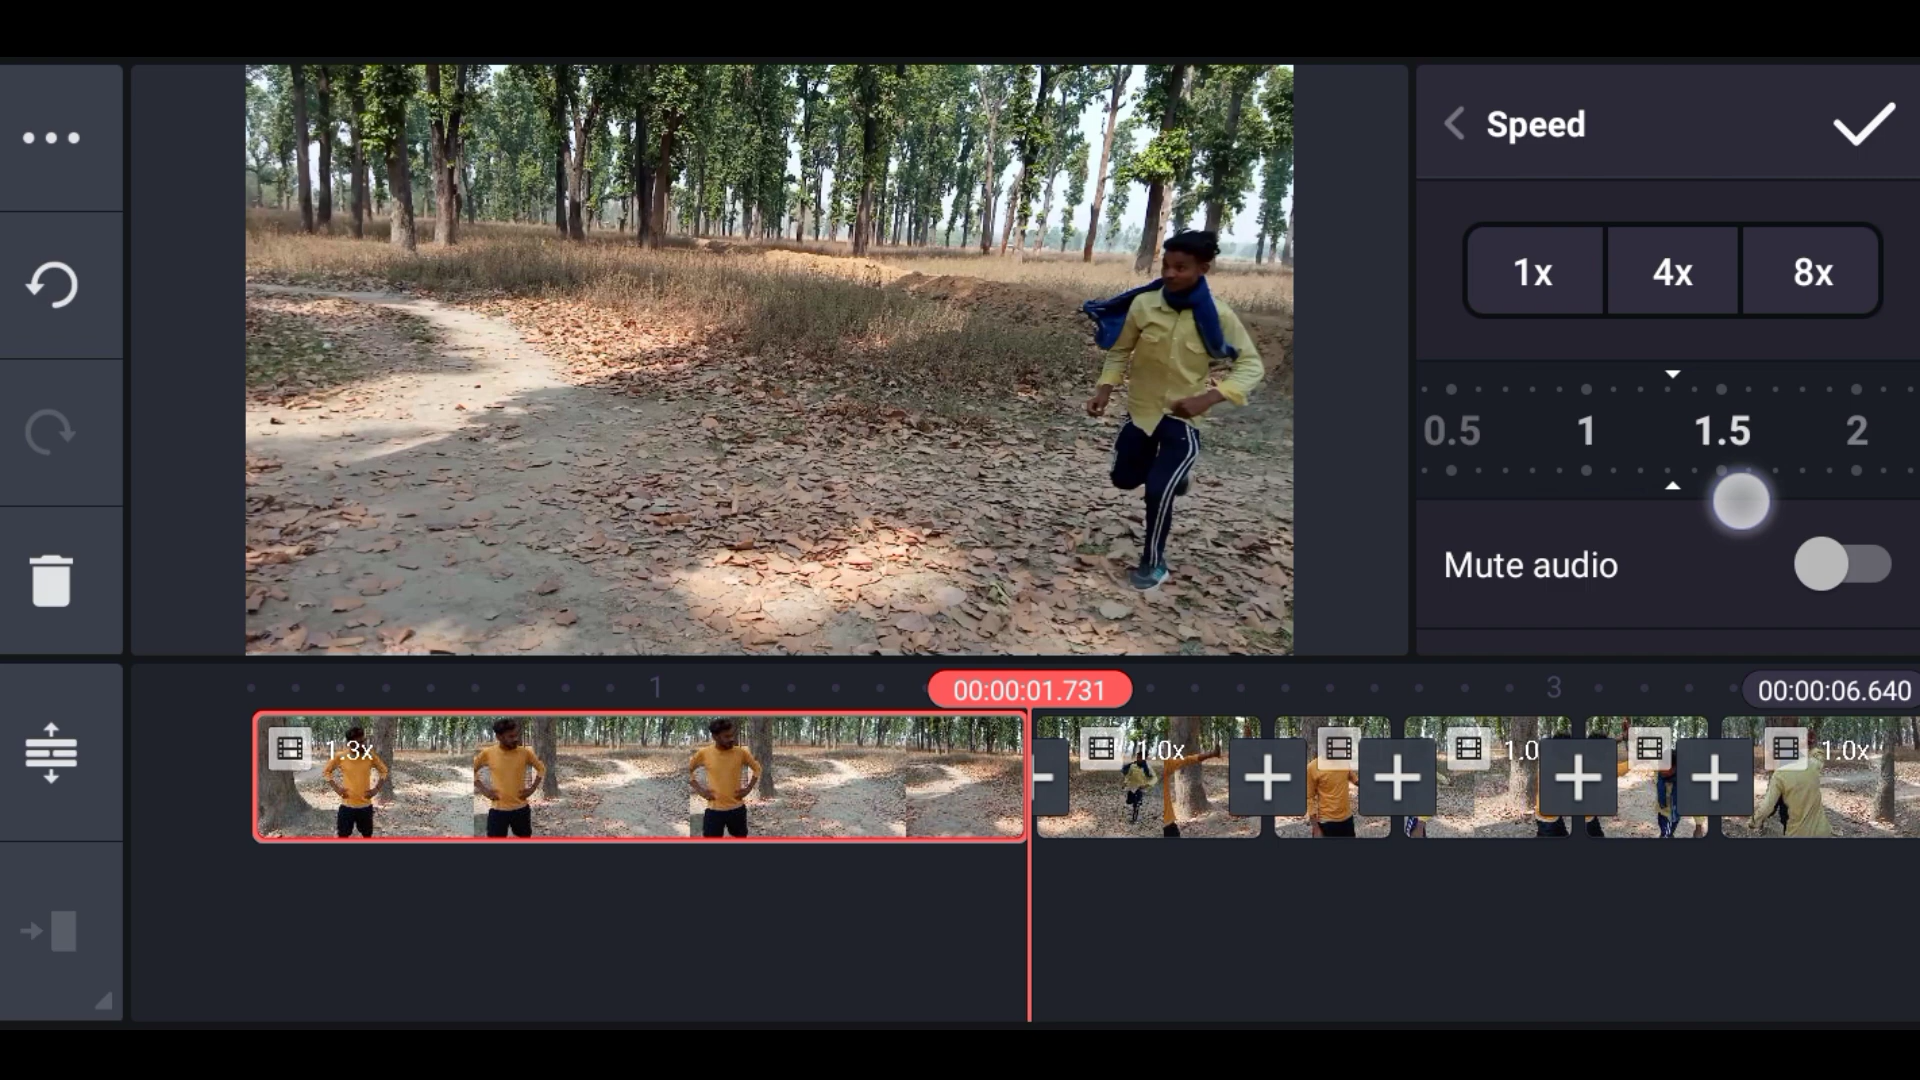 Speed
1x 4x 8x
0.5 1 1.5 2
Mute audio
1 00:00:01.731 3 00:00:06.640
1.3x 1.0x 1.0 1.0x